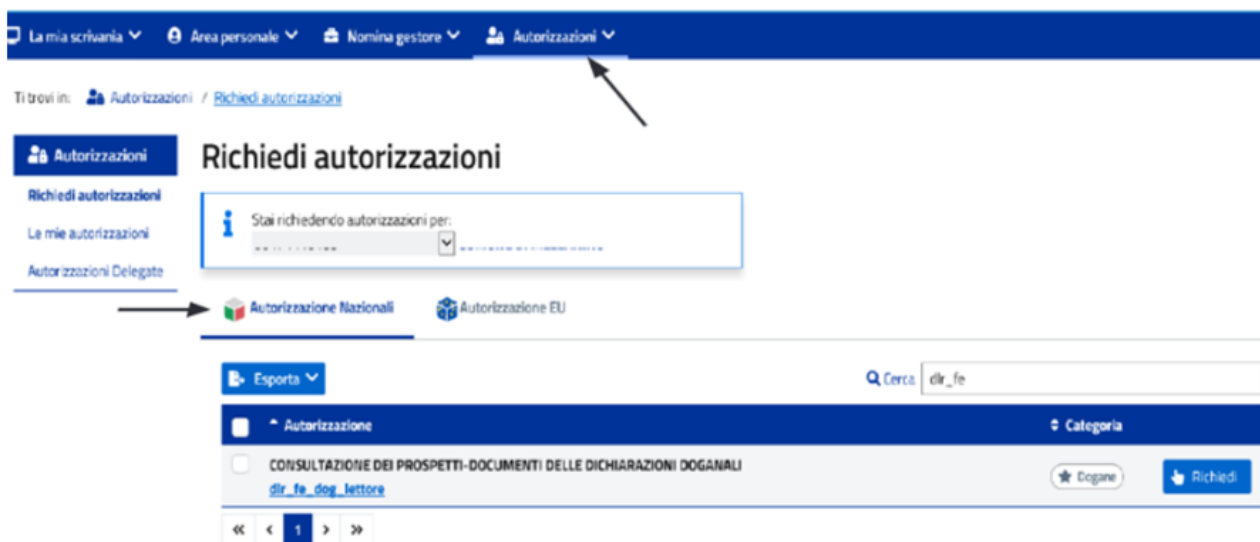 La mia scrivania Area personale Nomina gestore Autorizzazioni
Ti trovi in: Autorizzazioni / Richiedi autorizzazioni
Autorizzazioni
Richiedi autorizzazioni
Le mie autorizzazioni
Autorizzazioni Delegate
Richiedi autorizzazioni
Stai richiedendo autorizzazioni per:
Autorizzazione Nazionali Autorizzazione EU
Esporta Cerca dlr_fe
Autorizzazione Categoria
CONSULTAZIONE DEI PROSPETTI-DOCUMENTI DELLE DICHIARAZIONI DOGANALI
dlr_fe_dog_lettore Dogane Richiedi
« ‹ 1 › »